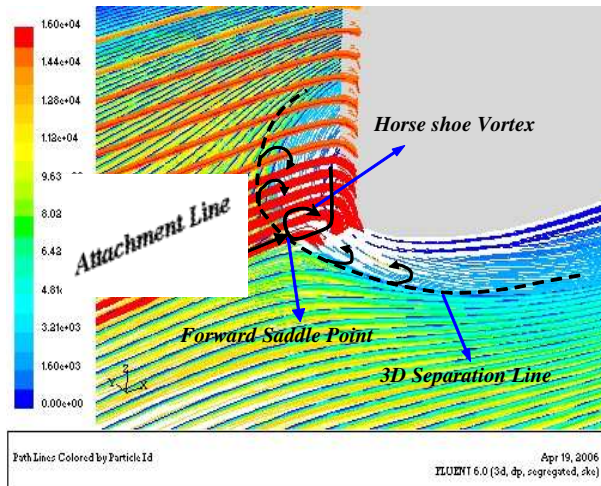 1.60e+04
1.44e+04
1.28e+04
1.12e+04
9.63
8.02
6.42
4.81e
3.21e+03
1.60e+03
0.00e+00
Horse shoe Vortex
Attachment Line
Forward Saddle Point
3D Separation Line
Z
Y
X
Path Lines Colored by Particle Id
Apr 19, 2006
FLUENT 6.0 (3d, dp, segregated, ske)